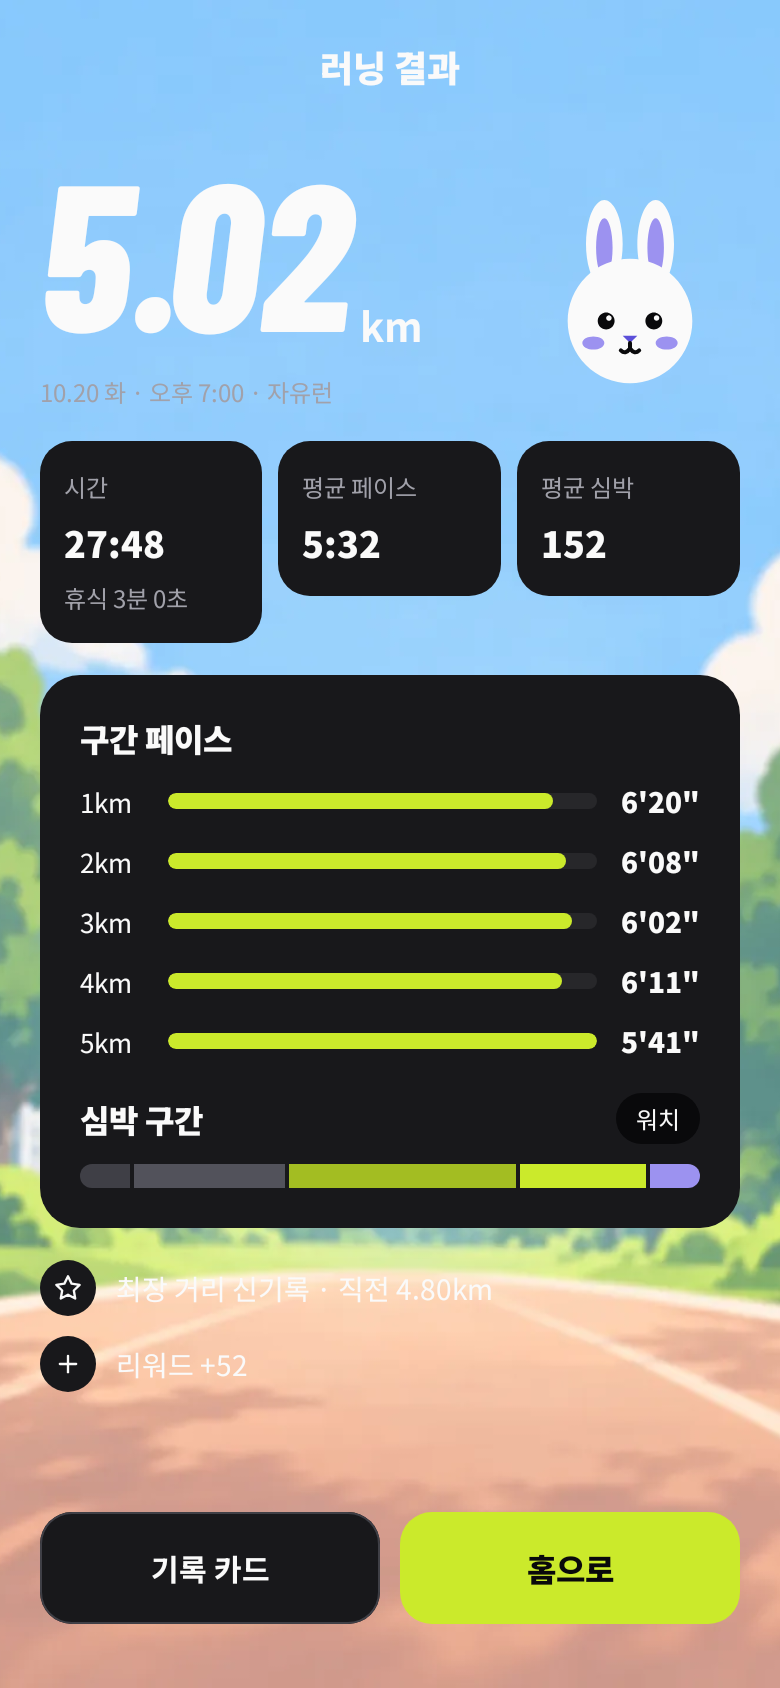 러닝 결과
5.02 km
10.20 화 · 오후 7:00 · 자유런
시간
27:48
휴식 3분 0초
평균 페이스
5:32
평균 심박
152
구간 페이스
1km 6'20"
2km 6'08"
3km 6'02"
4km 6'11"
5km 5'41"
심박 구간 워치
최장 거리 신기록 · 직전 4.80km
리워드 +52
기록 카드
홈으로